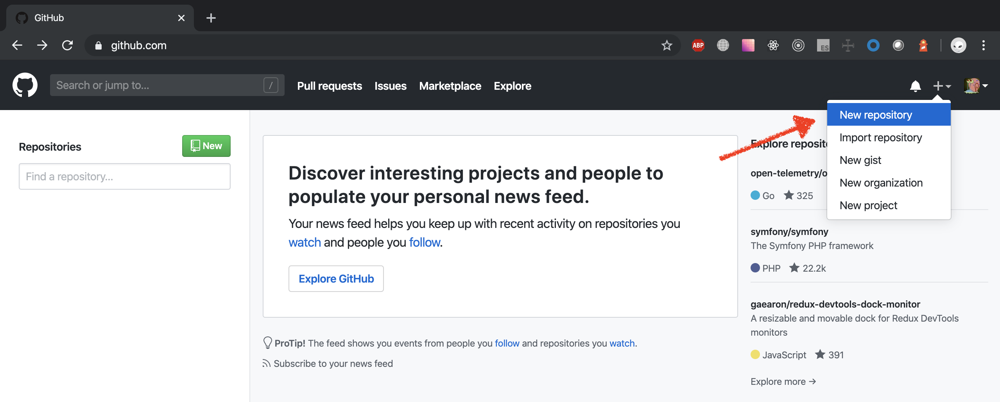 GitHub
github.com
ABP
ES
Search or jump to...
/
Pull requests
Issues
Marketplace
Explore
New repository
Import repository
New gist
New organization
New project
Repositories
New
Find a repository...
Discover interesting projects and people to
populate your personal news feed.
Your news feed helps you keep up with recent activity on repositories you
watch and people you follow.
Explore GitHub
ProTip! The feed shows you events from people you follow and repositories you watch.
Subscribe to your news feed
Explore reposit
open-telemetry/o
Go 325
symfony/symfony
The Symfony PHP framework
PHP 22.2k
gaearon/redux-devtools-dock-monitor
A resizable and movable dock for Redux DevTools
monitors
JavaScript 391
Explore more →